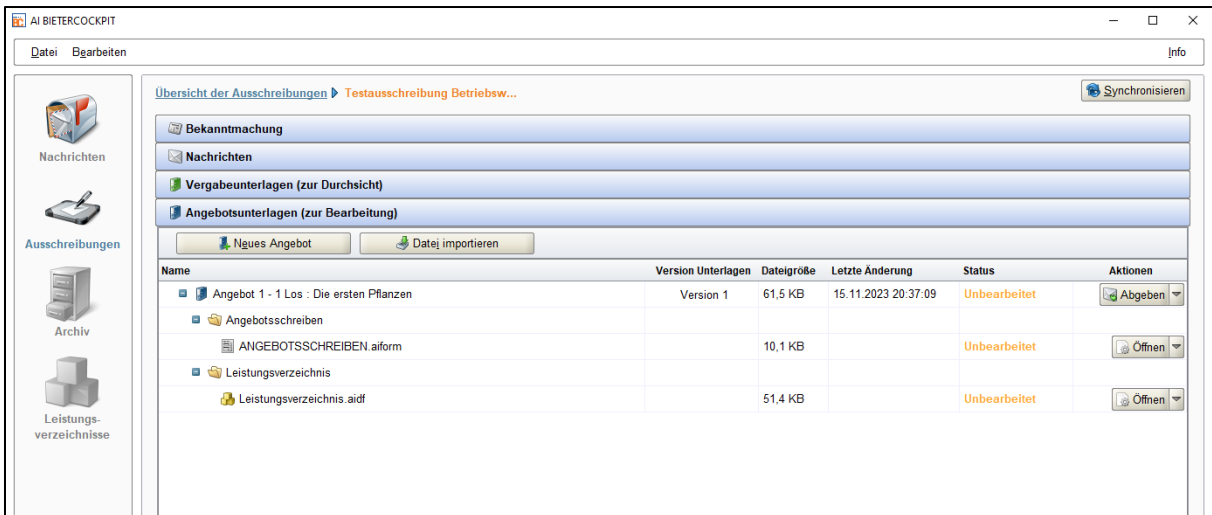 AI BIETERCOCKPIT
Datei Bearbeiten Info
Übersicht der Ausschreibungen Testausschreibung Betriebsw... Synchronisieren
Bekanntmachung
Nachrichten
Nachrichten
Vergabeunterlagen (zur Durchsicht)
Angebotsunterlagen (zur Bearbeitung)
Ausschreibungen
Neues Angebot Datei importieren
Name Version Unterlagen Dateigröße Letzte Änderung Status Aktionen
Angebot 1 - 1 Los : Die ersten Pflanzen Version 1 61,5 KB 15.11.2023 20:37:09 Unbearbeitet Abgeben
Angebotsschreiben
Archiv
ANGEBOTSSCHREIBEN.aiform 10,1 KB Unbearbeitet Öffnen
Leistungsverzeichnis
Leistungsverzeichnis.aidf 51,4 KB Unbearbeitet Öffnen
Leistungs-
verzeichnisse